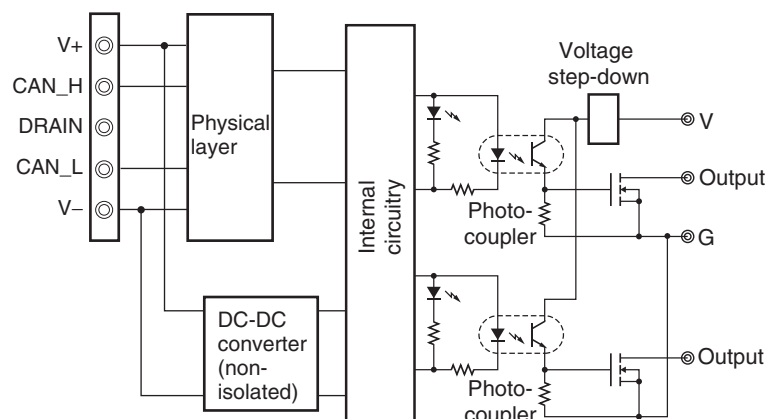 V+
CAN_H
DRAIN
CAN_L
V–
Physical
layer
DC-DC
converter
(non-
isolated)
Internal
circuitry
Voltage
step-down
V
Output
Photo-
coupler
G
Output
Photo-
coupler